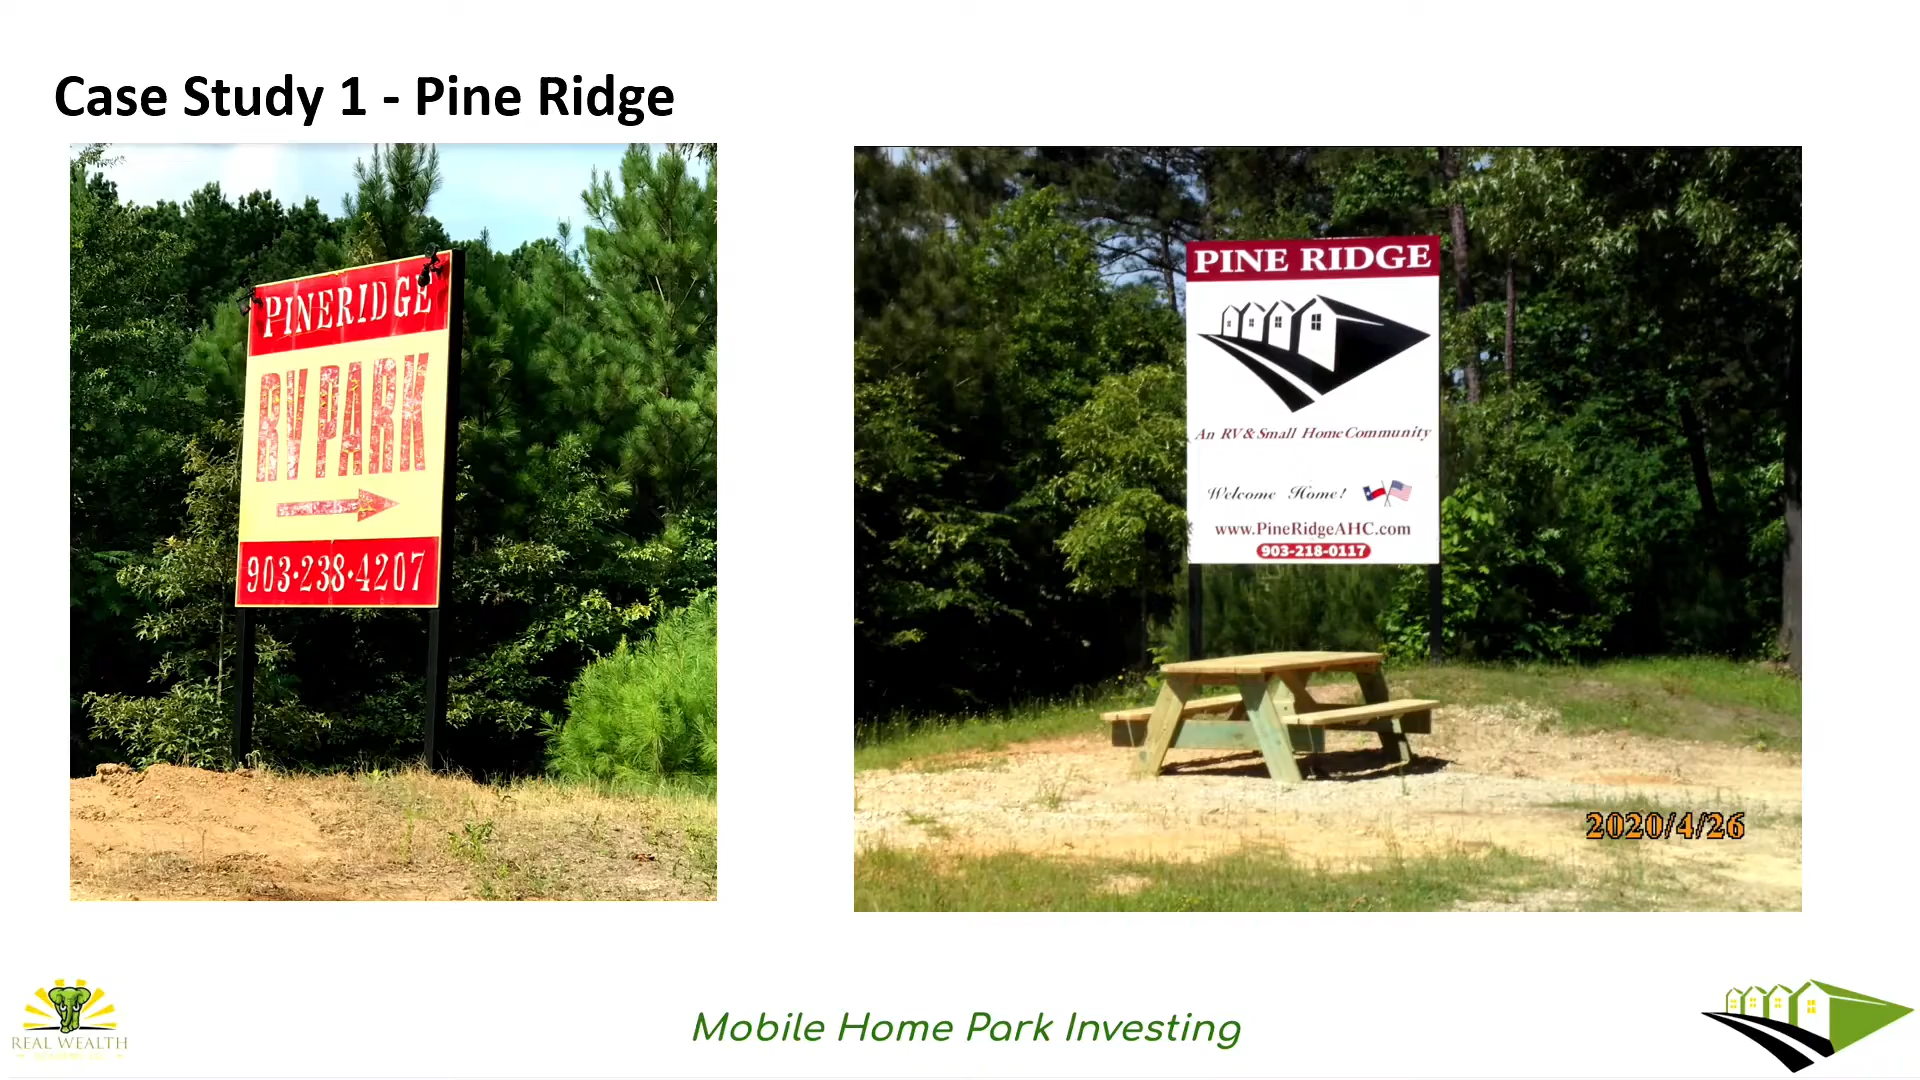 Case Study 1 - Pine Ridge
PINERIDGE
RV PARK
903·238·4207
PINE RIDGE
An RV & Small Home Community
Welcome Home!
www.PineRidgeAHC.com
903-218-0117
2020/4/26
REAL WEALTH
Mobile Home Park Investing